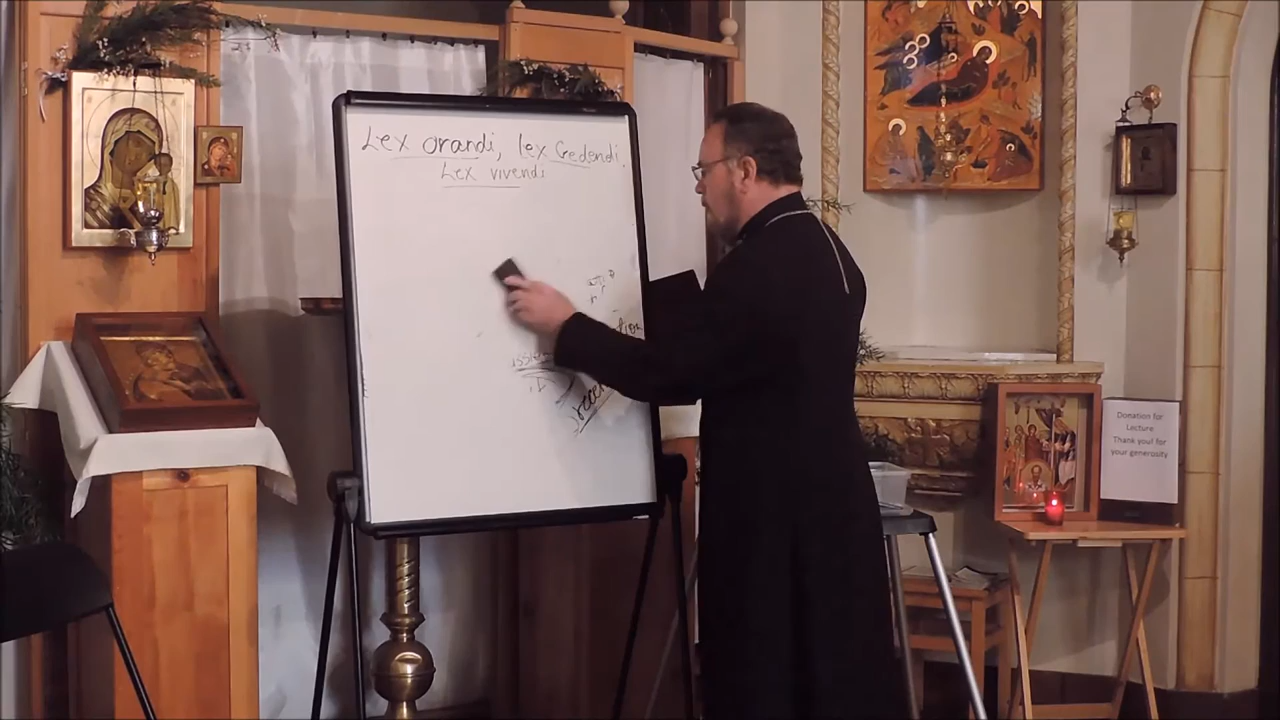 Lex orandi, lex Credendi,
Lex vivendi
Donation for
Lecture
Thank you! for
your generosity